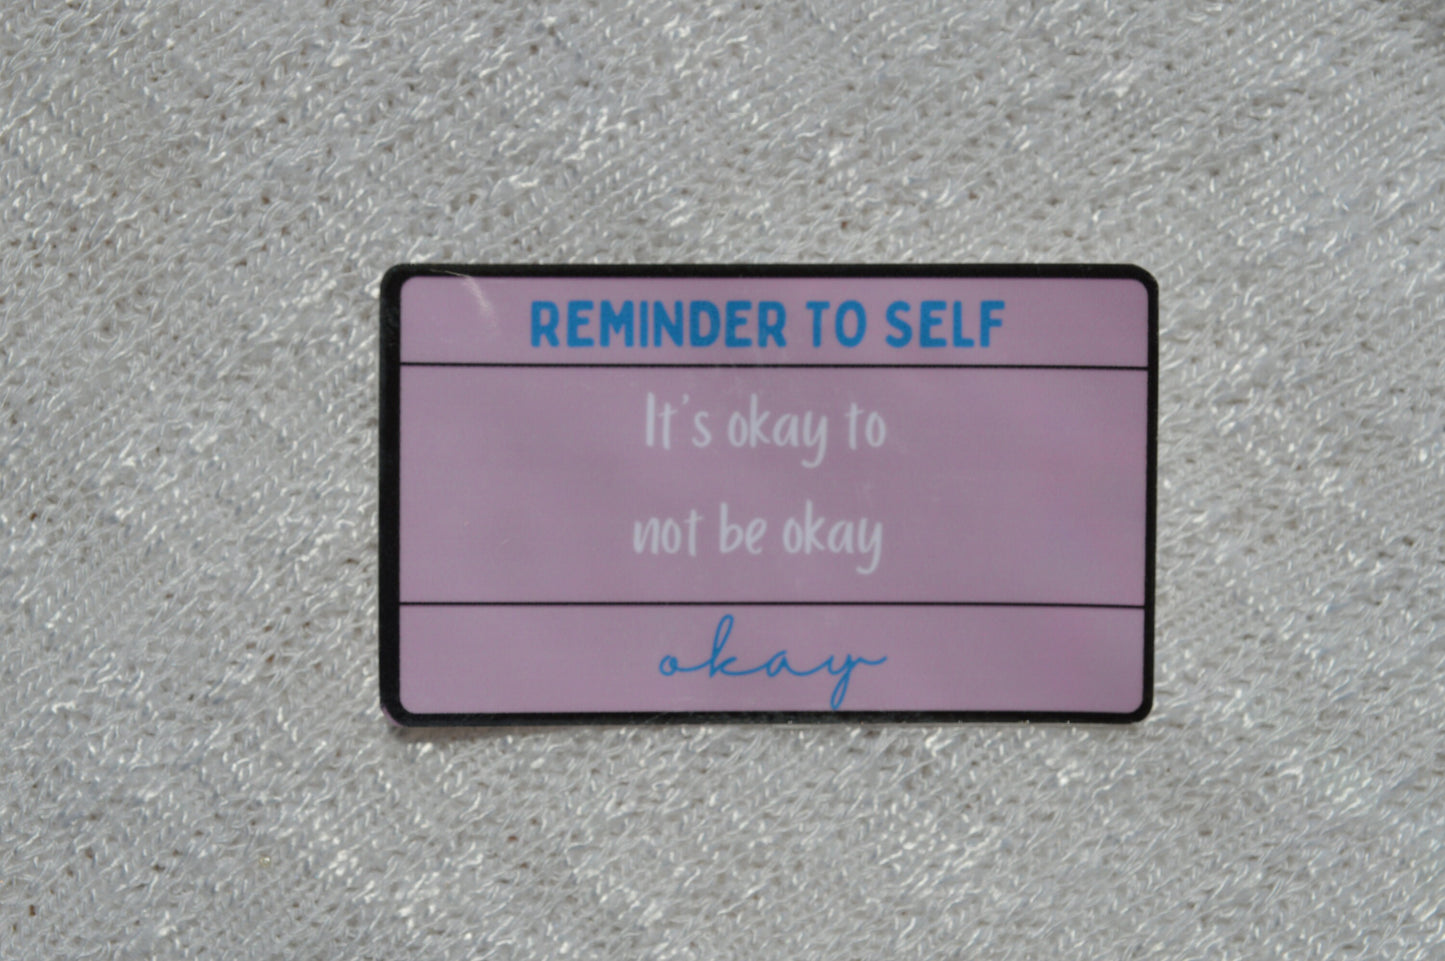 REMINDER TO SELF
It's okay to
not be okay
okay